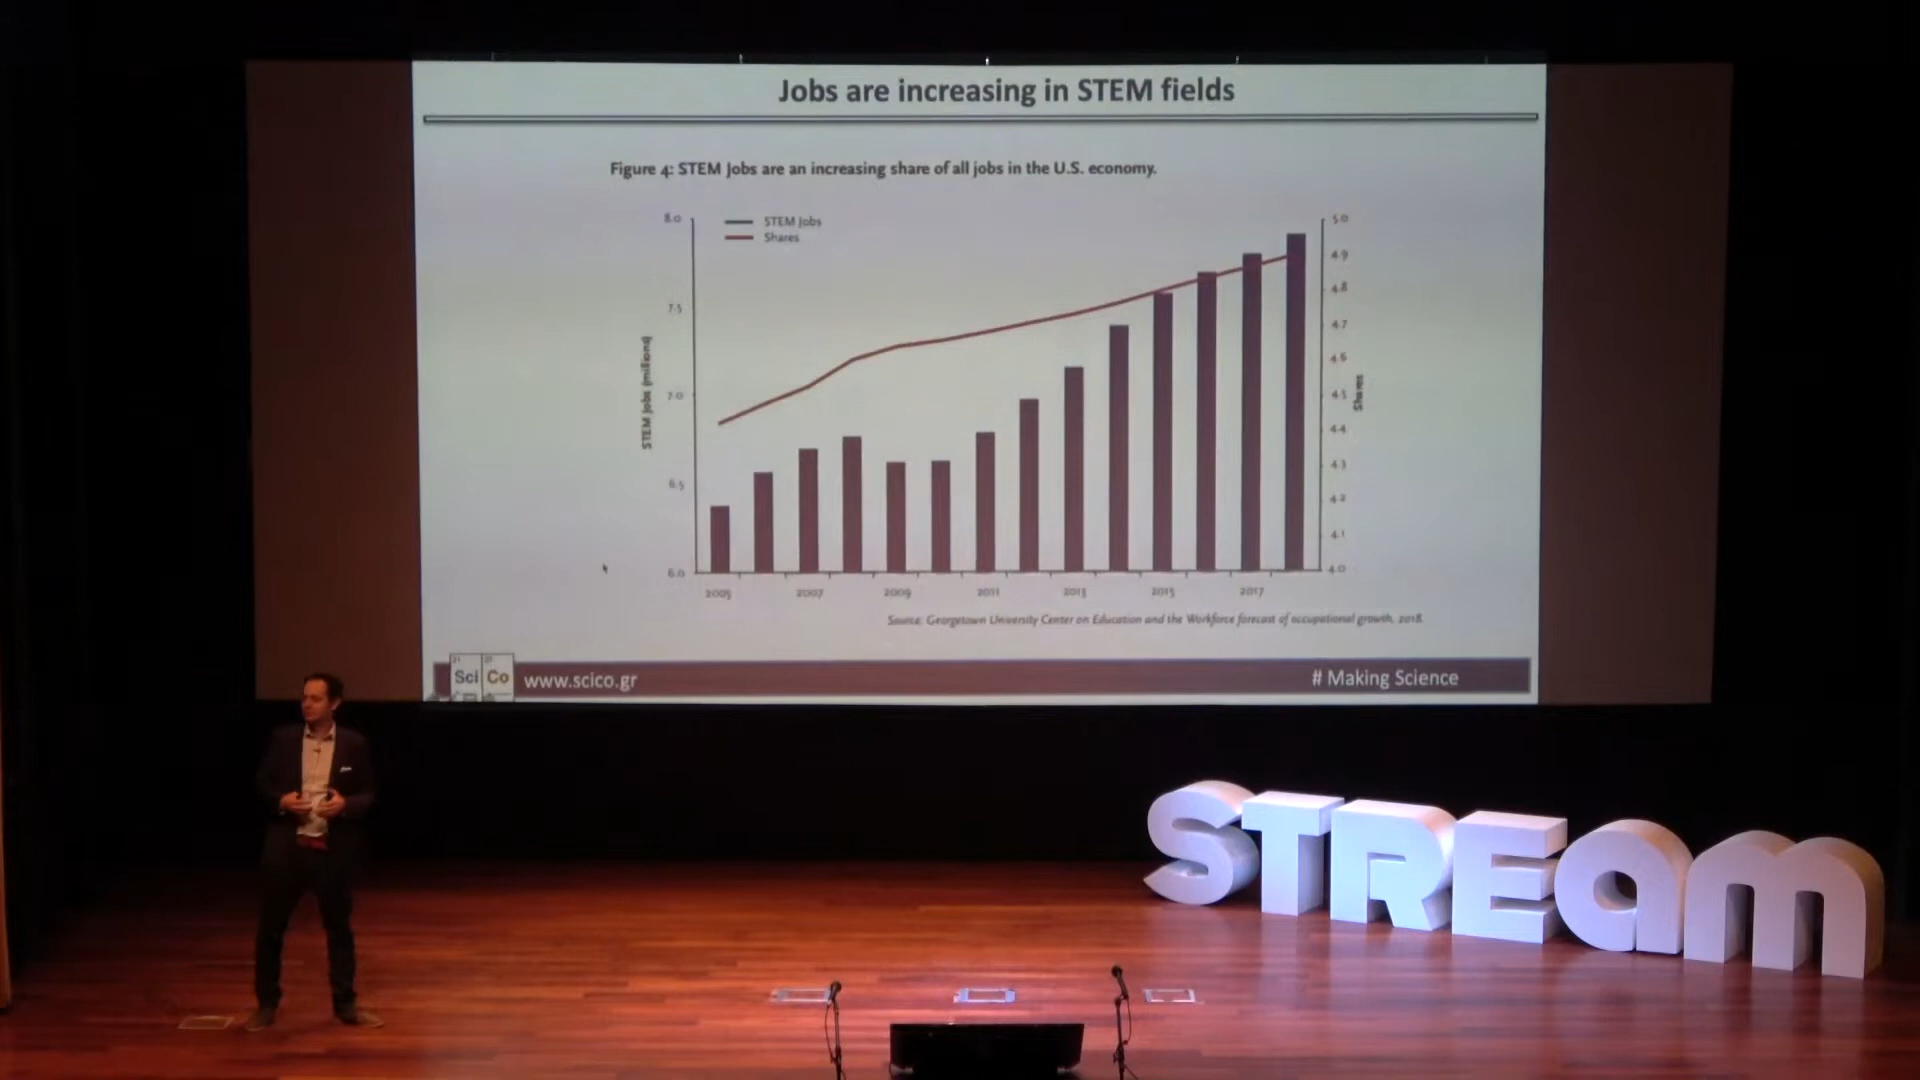 Jobs are increasing in STEM fields
Figure 4: STEM Jobs are an increasing share of all jobs in the U.S. economy.
STEM Jobs
Shares
8.0
7.5
7.0
6.5
6.0
STEM Jobs (millions)
5.0
4.9
4.8
4.7
4.6
4.5
4.4
4.3
4.2
4.1
4.0
Shares
2005 2007 2009 2011 2013 2015 2017
Source: Georgetown University Center on Education and the Workforce forecast of occupational growth, 2018.
21 Sci
Co
www.scico.gr
# Making Science
STREam